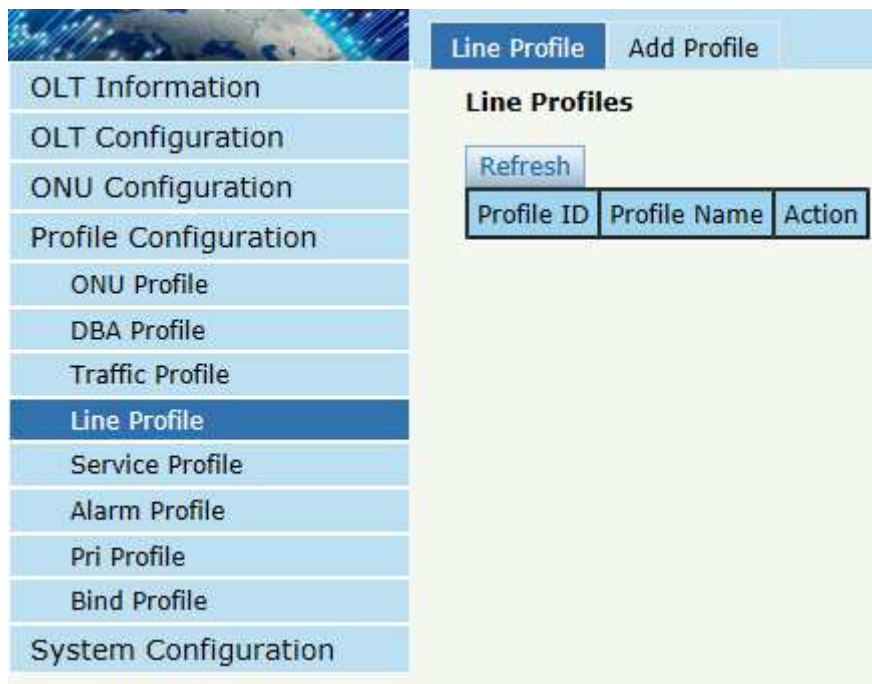 OLT Information
OLT Configuration
ONU Configuration
Profile Configuration
ONU Profile
DBA Profile
Traffic Profile
Line Profile
Service Profile
Alarm Profile
Pri Profile
Bind Profile
System Configuration
Line Profile Add Profile
Line Profiles
Refresh
Profile ID Profile Name Action